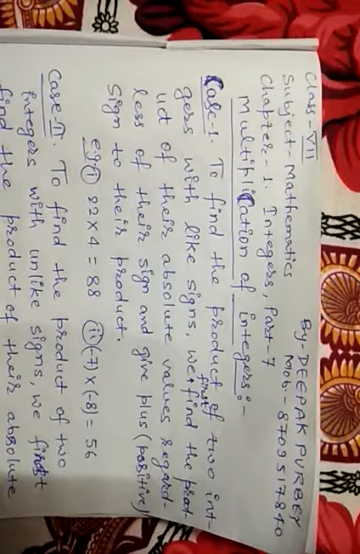 Class - VII By - DEEPAK PURBEY
Subject - Mathematics Mob - 8709517840
Chapter - 1. Integers, Part - 7
Multiplication of integers :-
Case-I. To find the product of two int-
gers with like signs, we first find the prod-
uct of their absolute values regard-
less of their sign and give plus (positive)
sign to their product.
eg (i) 22 x 4 = 88 (ii) (-7) x (-8) = 56
Case-II. To find the product of two
integers with unlike signs, we first
find the product of their absolute